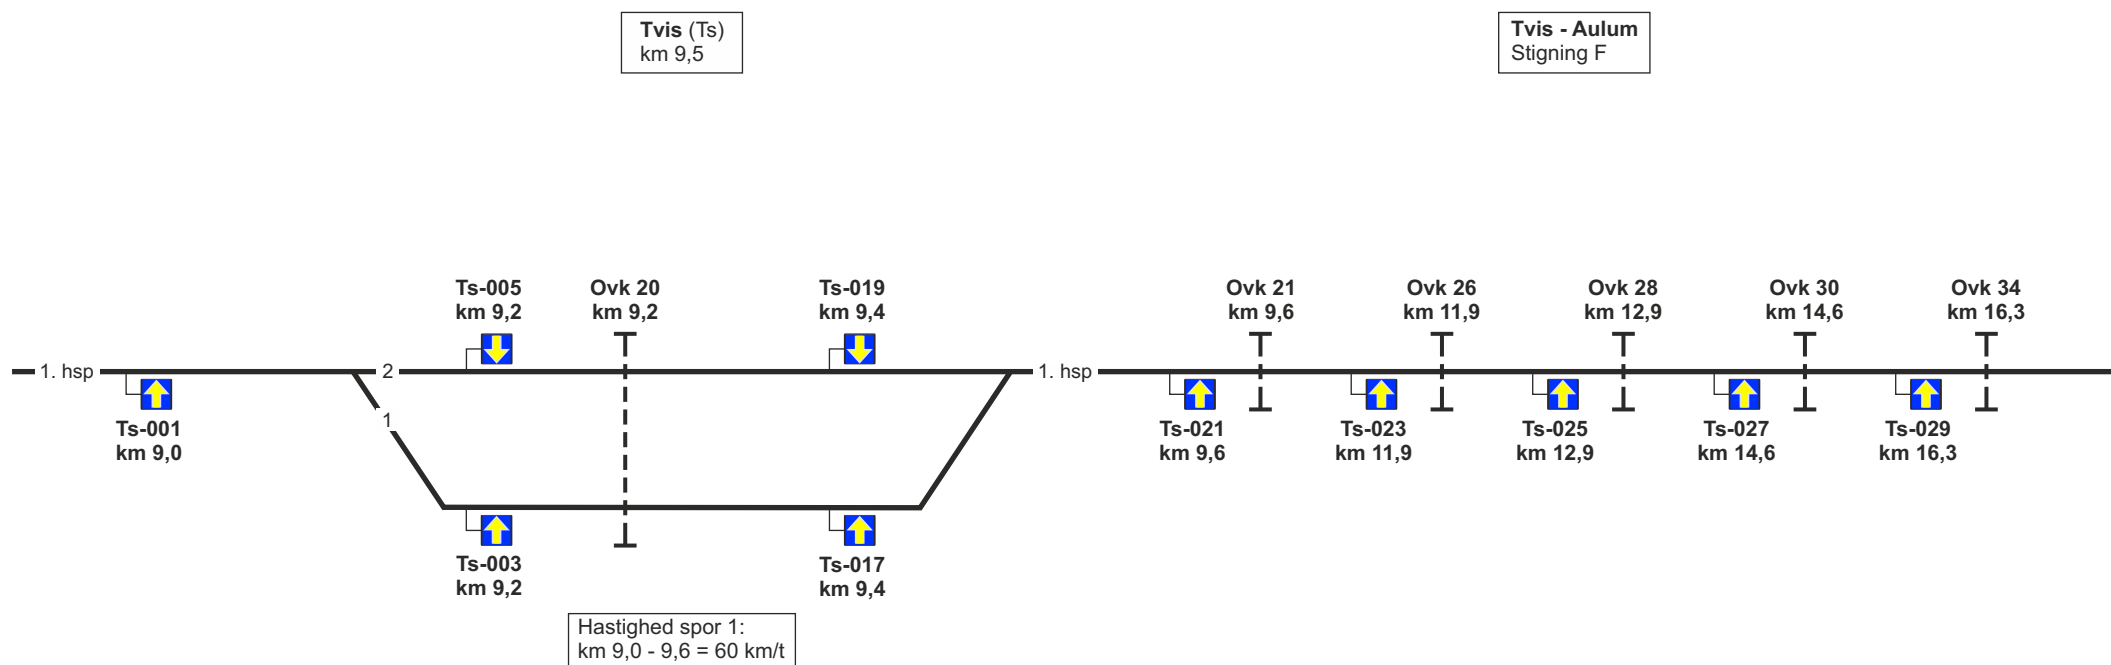 Tvis (Ts)
km 9,5
Tvis - Aulum
Stigning F
Ts-005
km 9,2
Ovk 20
km 9,2
Ts-019
km 9,4
Ovk 21
km 9,6
Ovk 26
km 11,9
Ovk 28
km 12,9
Ovk 30
km 14,6
Ovk 34
km 16,3
1. hsp
2
1. hsp
1
Ts-001
km 9,0
Ts-021
km 9,6
Ts-023
km 11,9
Ts-025
km 12,9
Ts-027
km 14,6
Ts-029
km 16,3
Ts-003
km 9,2
Ts-017
km 9,4
Hastighed spor 1:
km 9,0 - 9,6 = 60 km/t